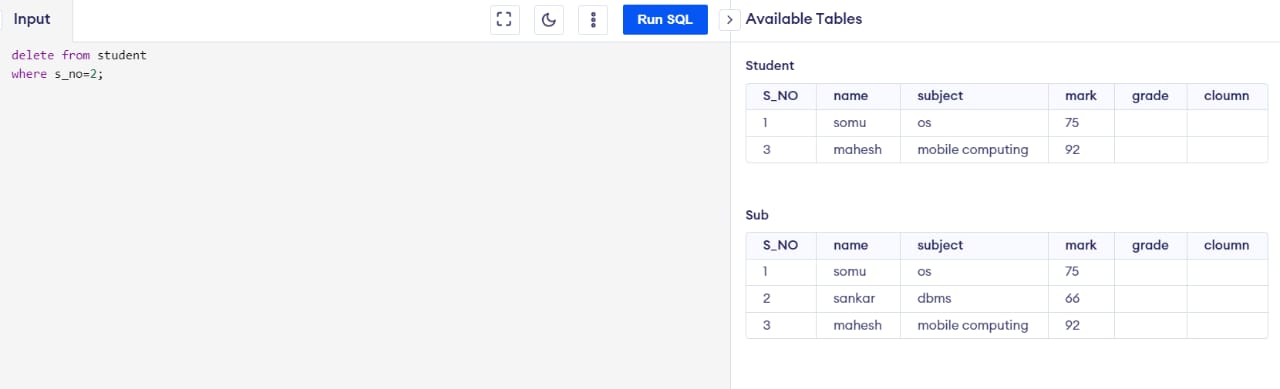 Input
Run SQL
Available Tables
delete from student
where s_no=2;
Student
S_NO name subject mark grade cloumn
1 somu os 75
3 mahesh mobile computing 92
Sub
S_NO name subject mark grade cloumn
1 somu os 75
2 sankar dbms 66
3 mahesh mobile computing 92